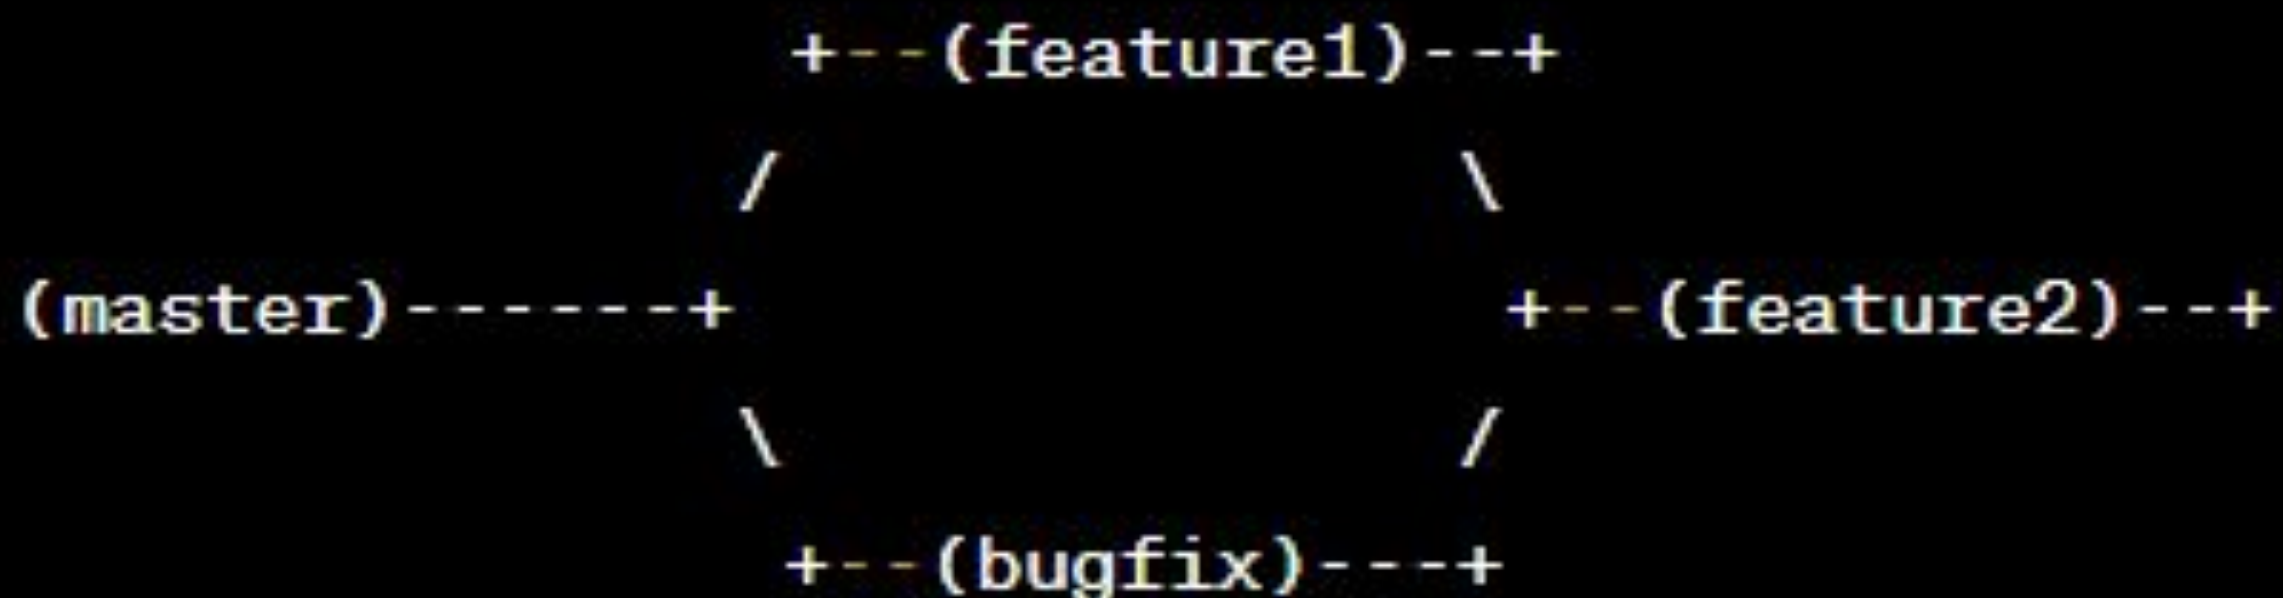 +--(feature1)--+
/ \
(master)------+ +--(feature2)--+
\ /
+--(bugfix)---+